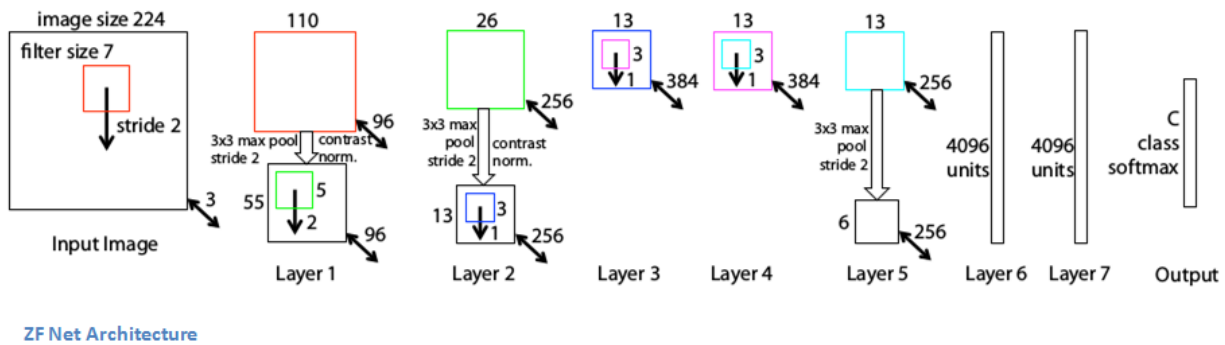 image size 224
filter size 7
stride 2
3
Input Image
110
96
3x3 max pool
stride 2
contrast
norm.
55
5
2
96
Layer 1
26
256
3x3 max
pool
stride 2
contrast
norm.
13
3
1
256
Layer 2
13
3
1
384
Layer 3
13
3
1
384
Layer 4
13
256
3x3 max
pool
stride 2
6
256
Layer 5
4096
units
Layer 6
4096
units
Layer 7
C
class
softmax
Output
ZF Net Architecture